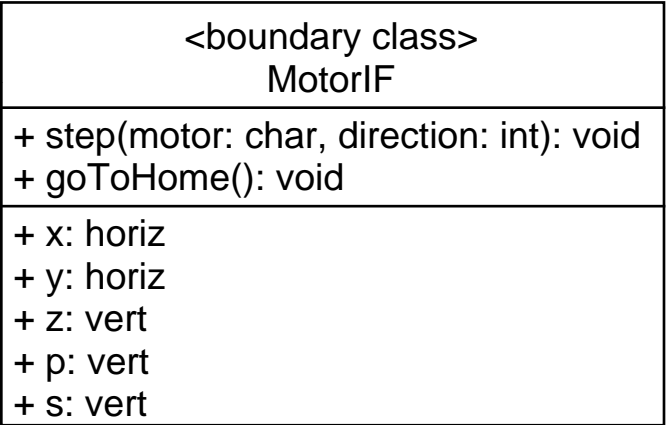 <boundary class>
MotorIF
+ step(motor: char, direction: int): void
+ goToHome(): void
+ x: horiz
+ y: horiz
+ z: vert
+ p: vert
+ s: vert